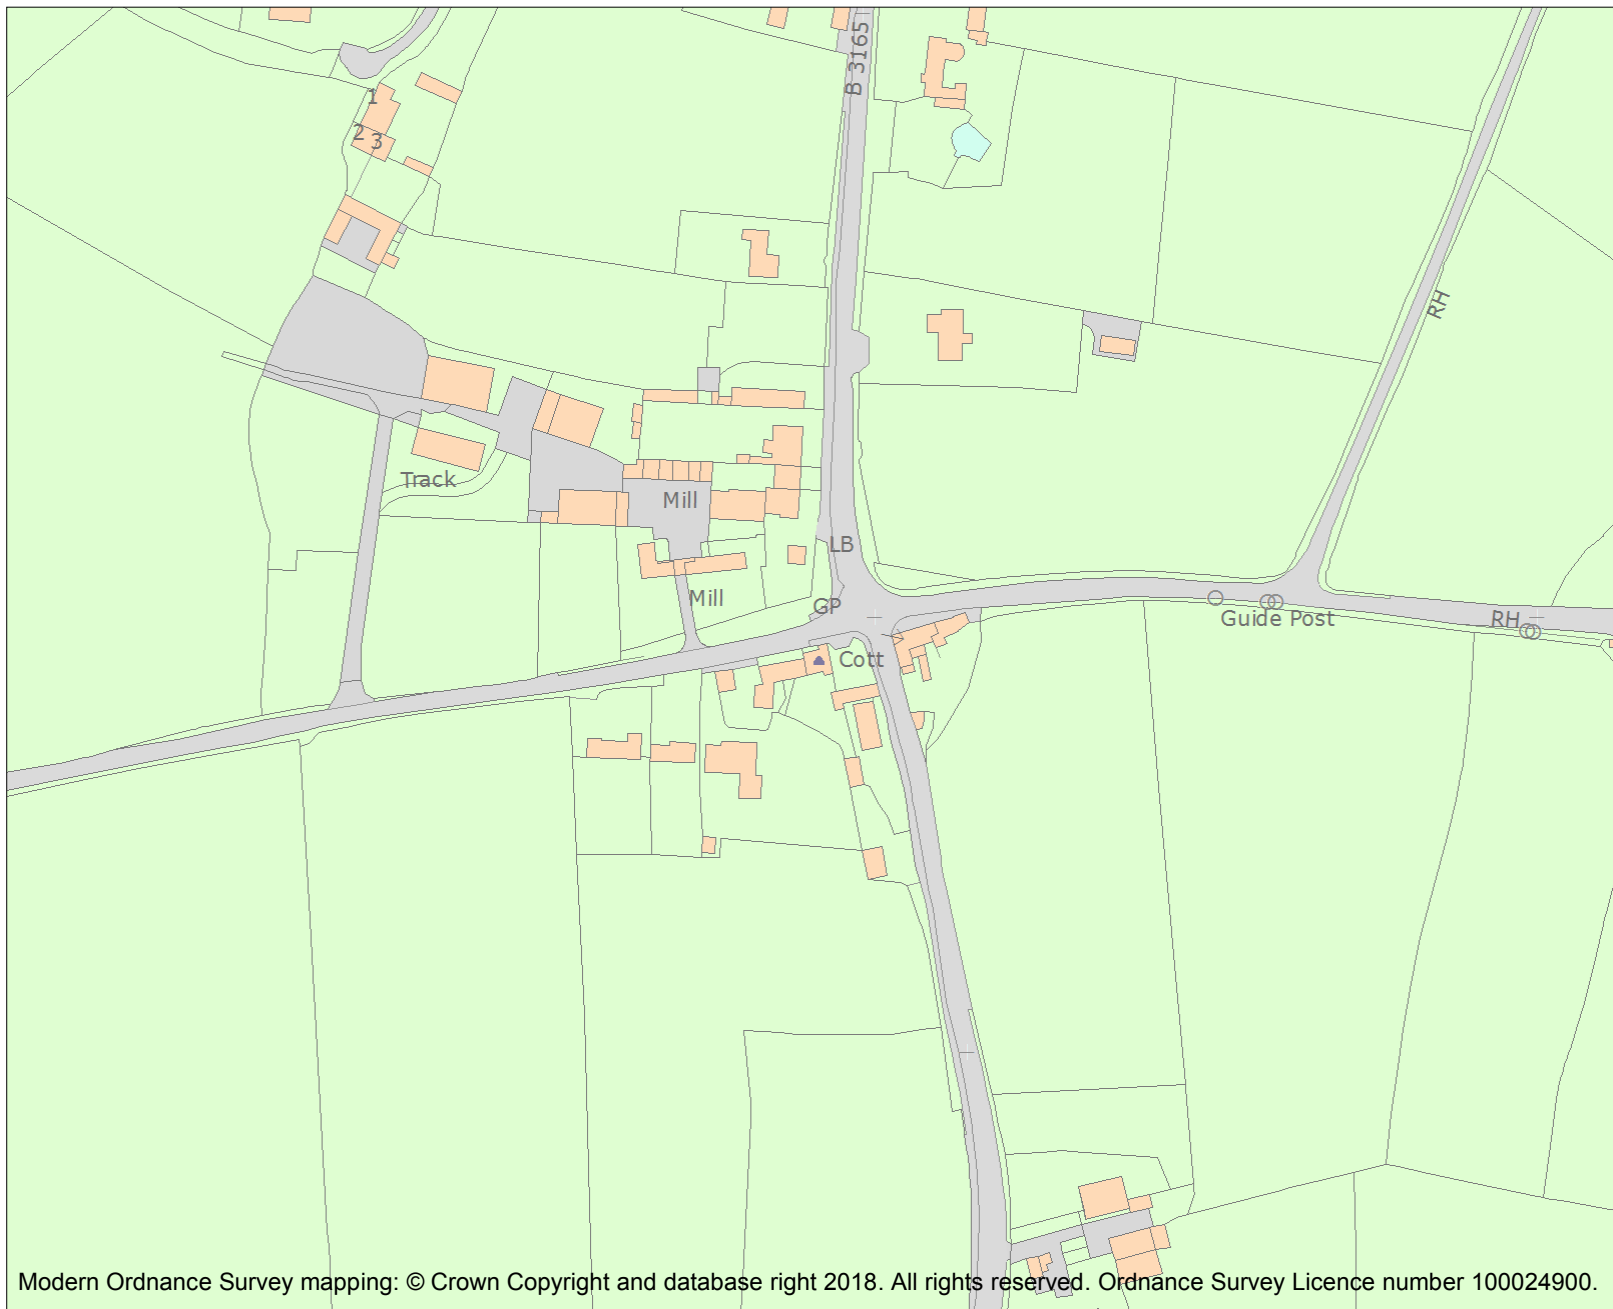 B 3165
1
2
3
RH
Track
Mill
LB
Mill
GP
Guide Post
RH
Cott
Modern Ordnance Survey mapping: © Crown Copyright and database right 2018. All rights reserved. Ordnance Survey Licence number 100024900.